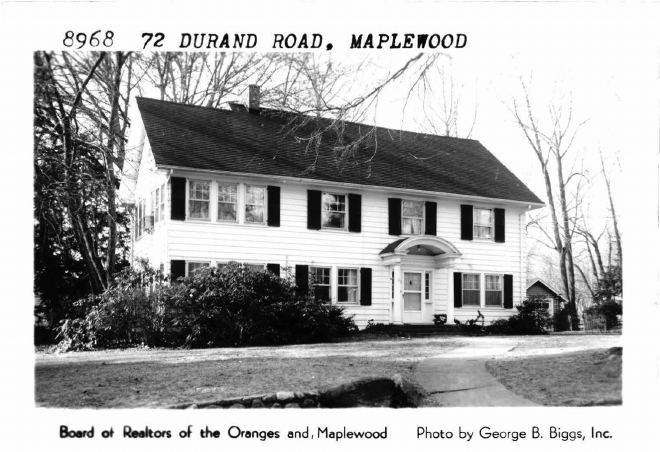 8968 72 DURAND ROAD, MAPLEWOOD
Board of Realtors of the Oranges and, Maplewood Photo by George B. Biggs, Inc.